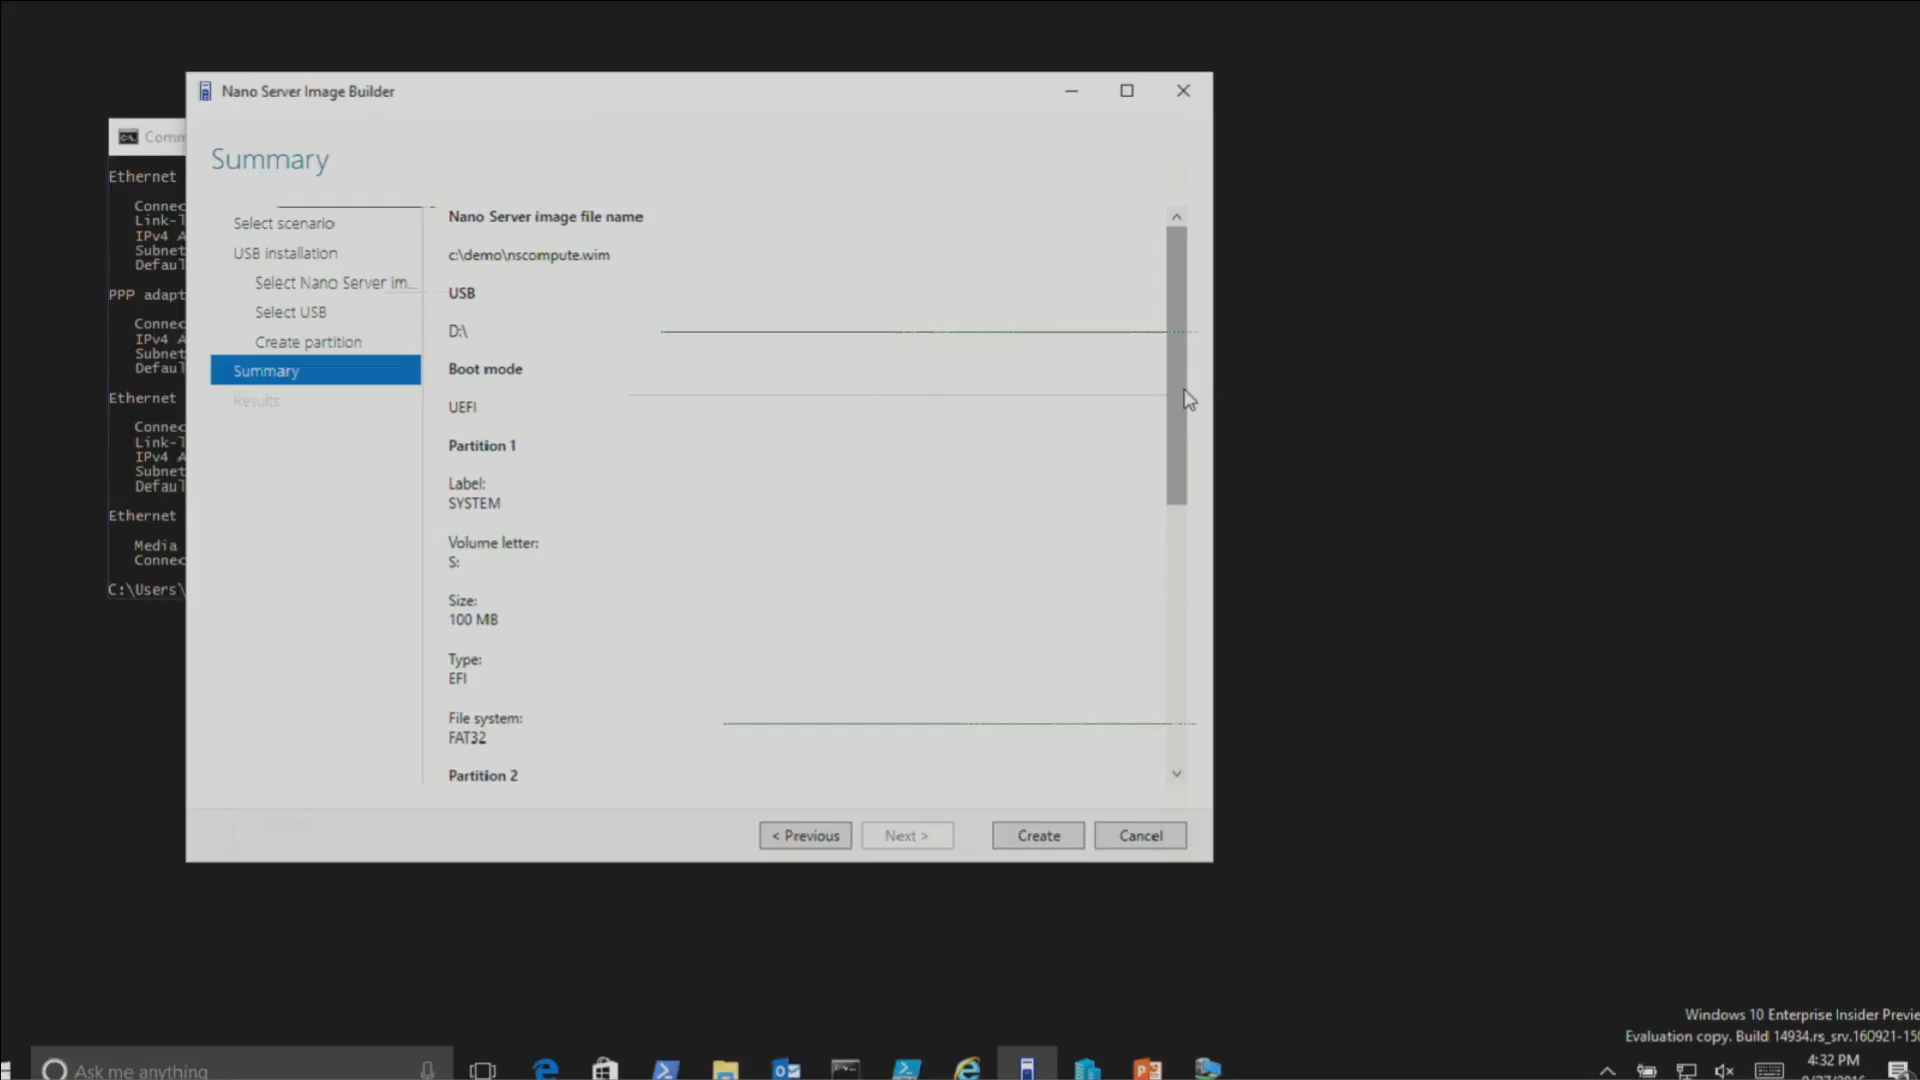 Nano Server Image Builder
Comm
Summary
Ethernet
Connec
Link-l
IPv4 A
Subnet
Defaul
PPP adapt
Connec
IPv4 A
Subnet
Defaul
Ethernet
Connec
Link-l
IPv4 A
Subnet
Defaul
Ethernet
Media
Connec
C:\Users\
Select scenario
USB installation
Select Nano Server im...
Select USB
Create partition
Summary
Results
Nano Server image file name
c:\demo\nscompute.wim
USB
D:\
Boot mode
UEFI
Partition 1
Label:
SYSTEM
Volume letter:
S:
Size:
100 MB
Type:
EFI
File system:
FAT32
Partition 2
< Previous
Next >
Create
Cancel
Windows 10 Enterprise Insider Previe
Evaluation copy. Build 14934.rs_srv.160921-150
Ask me anything
4:32 PM